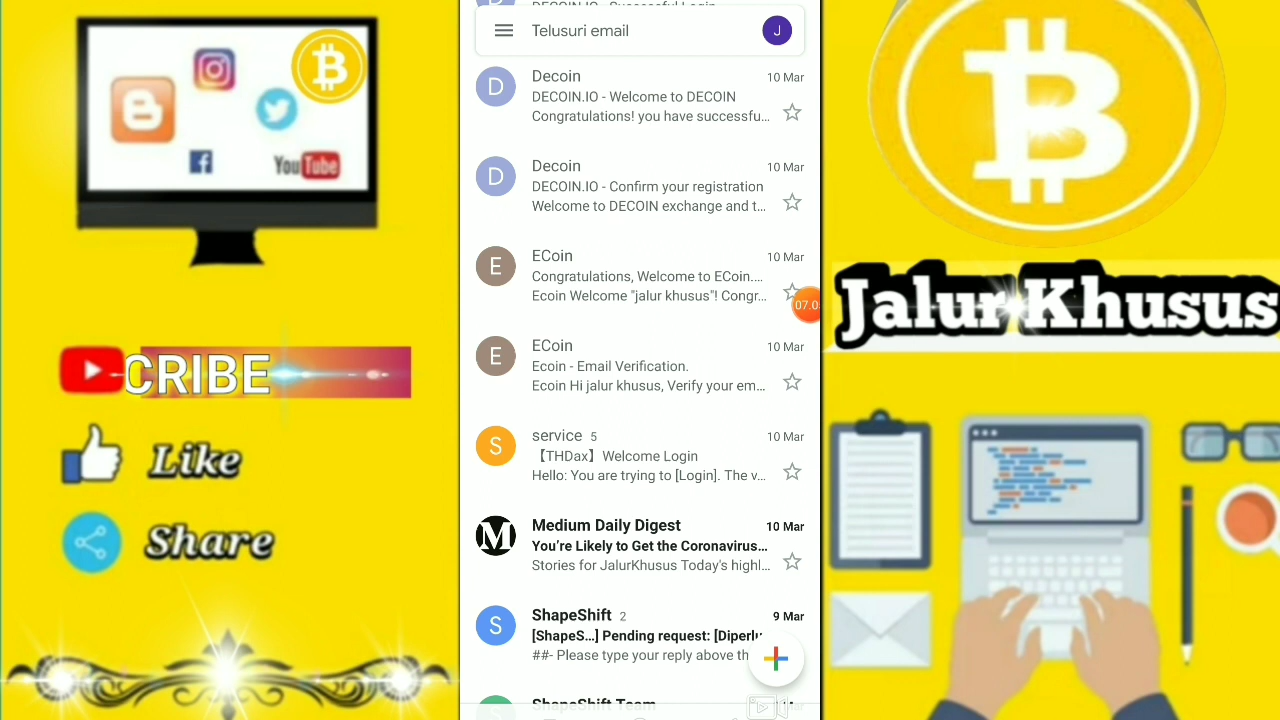 YouTube
CRIBE
Like
Share
Telusuri email
J
D
Decoin
10 Mar
DECOIN.IO - Welcome to DECOIN
Congratulations! you have successfu...
D
Decoin
10 Mar
DECOIN.IO - Confirm your registration
Welcome to DECOIN exchange and t...
E
ECoin
10 Mar
Congratulations, Welcome to ECoin....
Ecoin Welcome "jalur khusus"! Congr...
07.0
E
ECoin
10 Mar
Ecoin - Email Verification.
Ecoin Hi jalur khusus, Verify your em...
S
service 5
10 Mar
【THDax】Welcome Login
Hello: You are trying to [Login]. The v...
M
Medium Daily Digest
10 Mar
You're Likely to Get the Coronavirus...
Stories for JalurKhusus Today's highl...
S
ShapeShift 2
9 Mar
[ShapeS...] Pending request: [Diperlu
##- Please type your reply above th
ShapeShift Team
Jalur Khusus